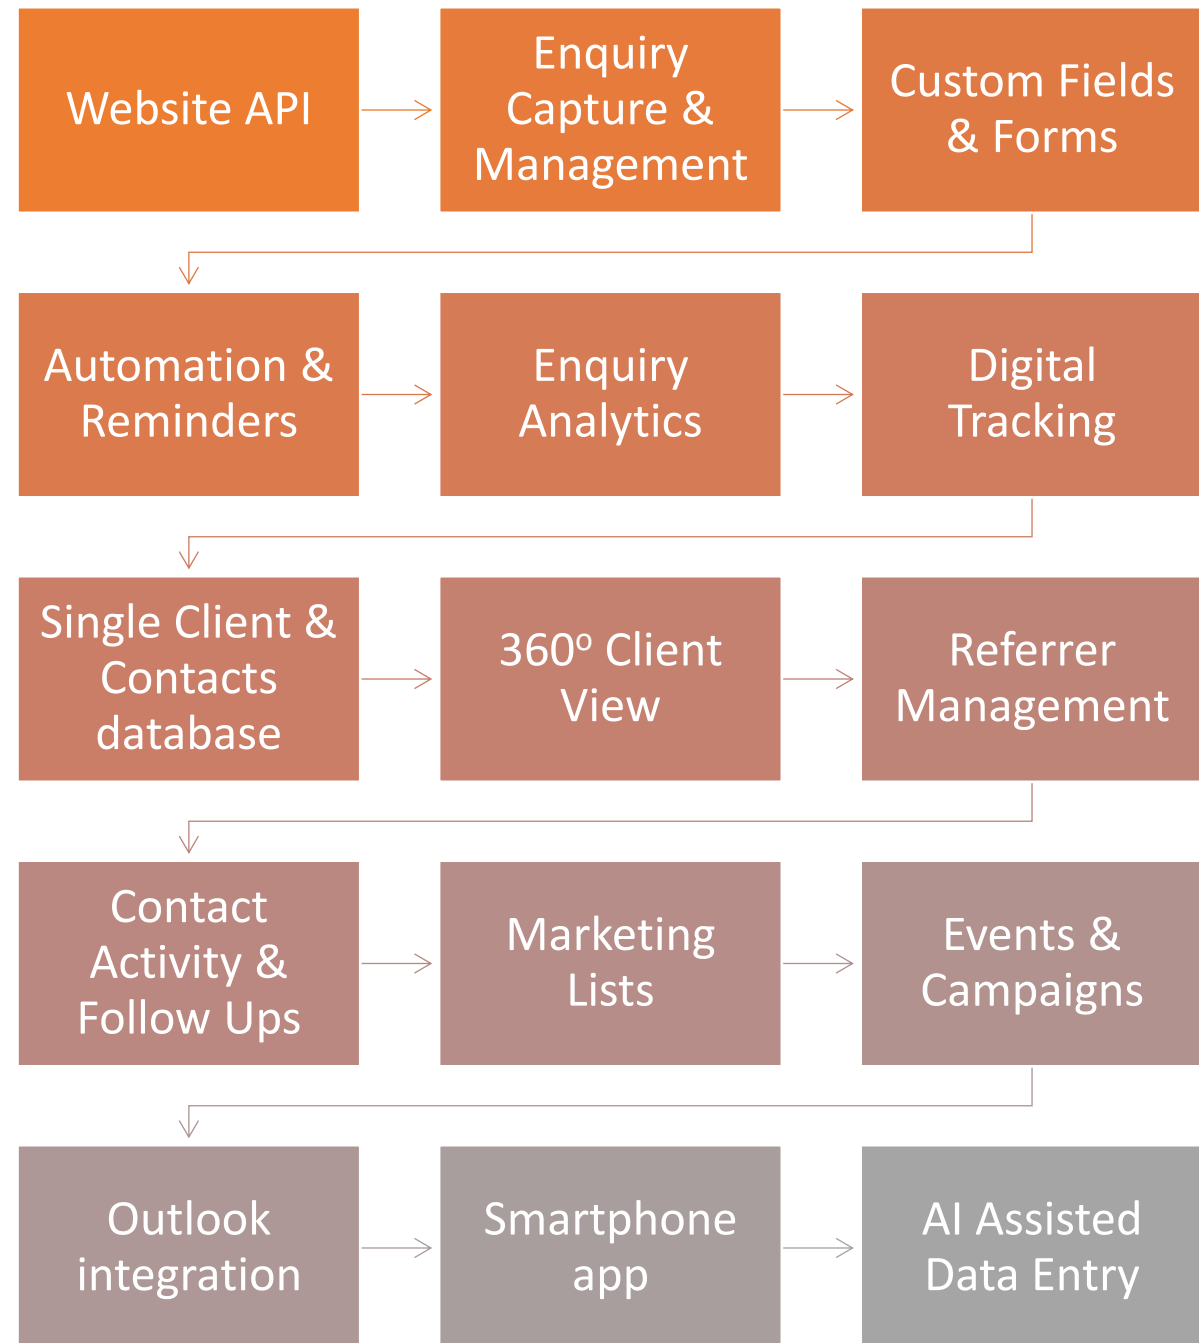 Website API
Enquiry
Capture &
Management
Custom Fields
& Forms
Automation &
Reminders
Enquiry
Analytics
Digital
Tracking
Single Client &
Contacts
database
360º Client
View
Referrer
Management
Contact
Activity &
Follow Ups
Marketing
Lists
Events &
Campaigns
Outlook
integration
Smartphone
app
AI Assisted
Data Entry